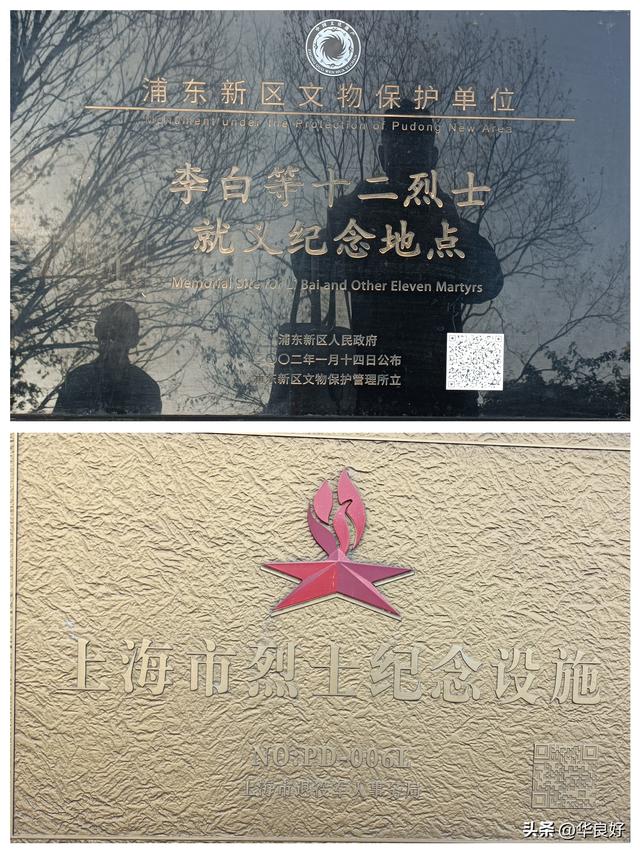 浦东新区文物保护单位
Monument under the Protection of Pudong New Area
李白等十二烈士
就义纪念地点
Memorial Site for Li Bai and Other Eleven Martyrs
浦东新区人民政府
二〇〇二年一月十四日公布
浦东新区文物保护管理所立
上海市烈士纪念设施
NO:PD-006L
上海市退役军人事务局
头条 @华良好